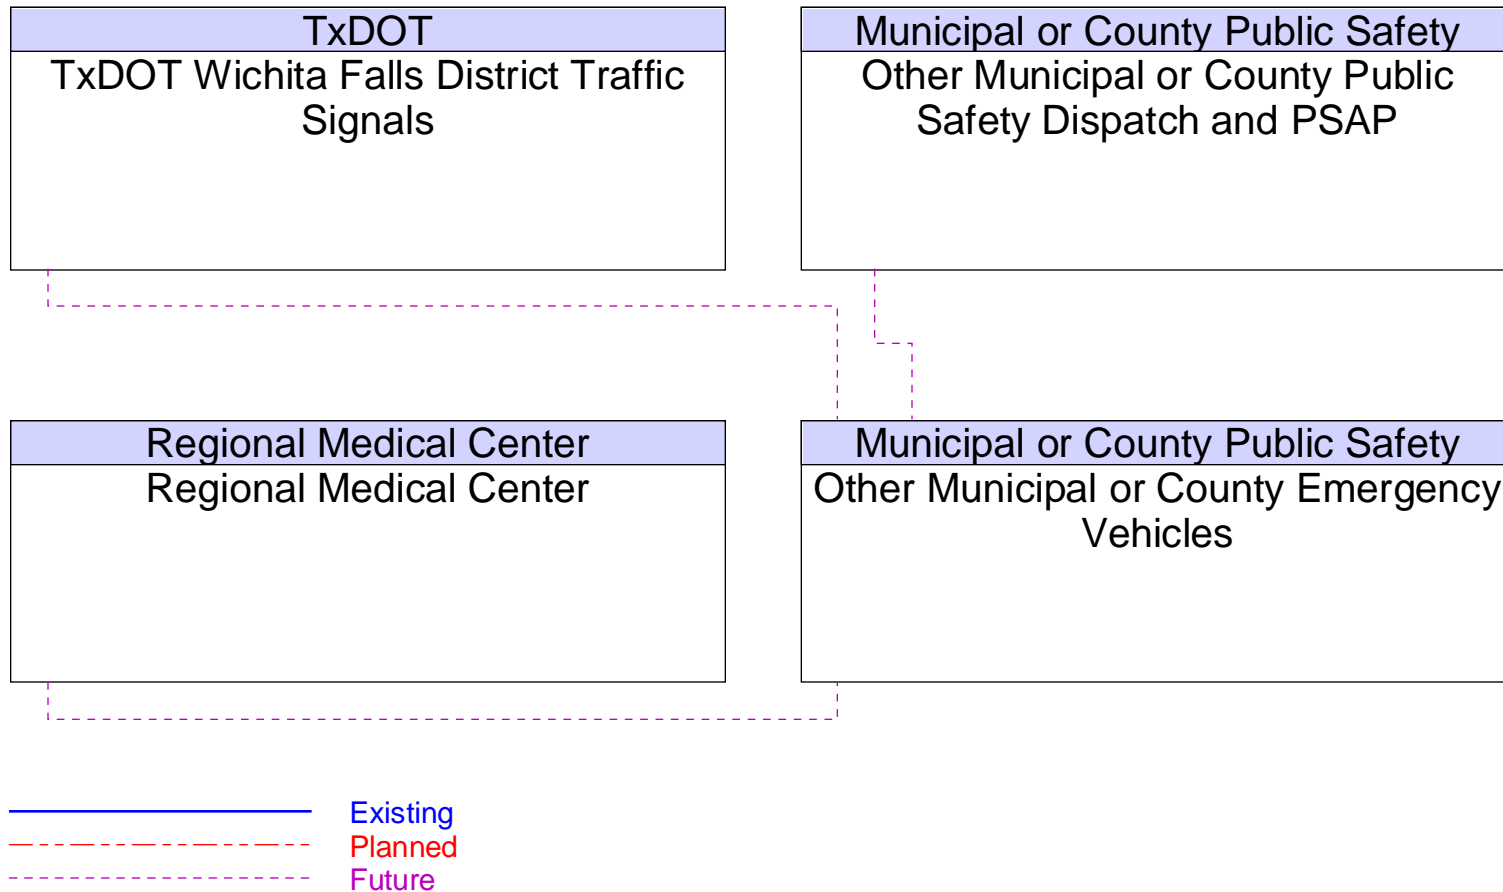 TxDOT
TxDOT Wichita Falls District Traffic
Signals
Municipal or County Public Safety
Other Municipal or County Public
Safety Dispatch and PSAP
Regional Medical Center
Regional Medical Center
Municipal or County Public Safety
Other Municipal or County Emergency
Vehicles
Existing
Planned
Future